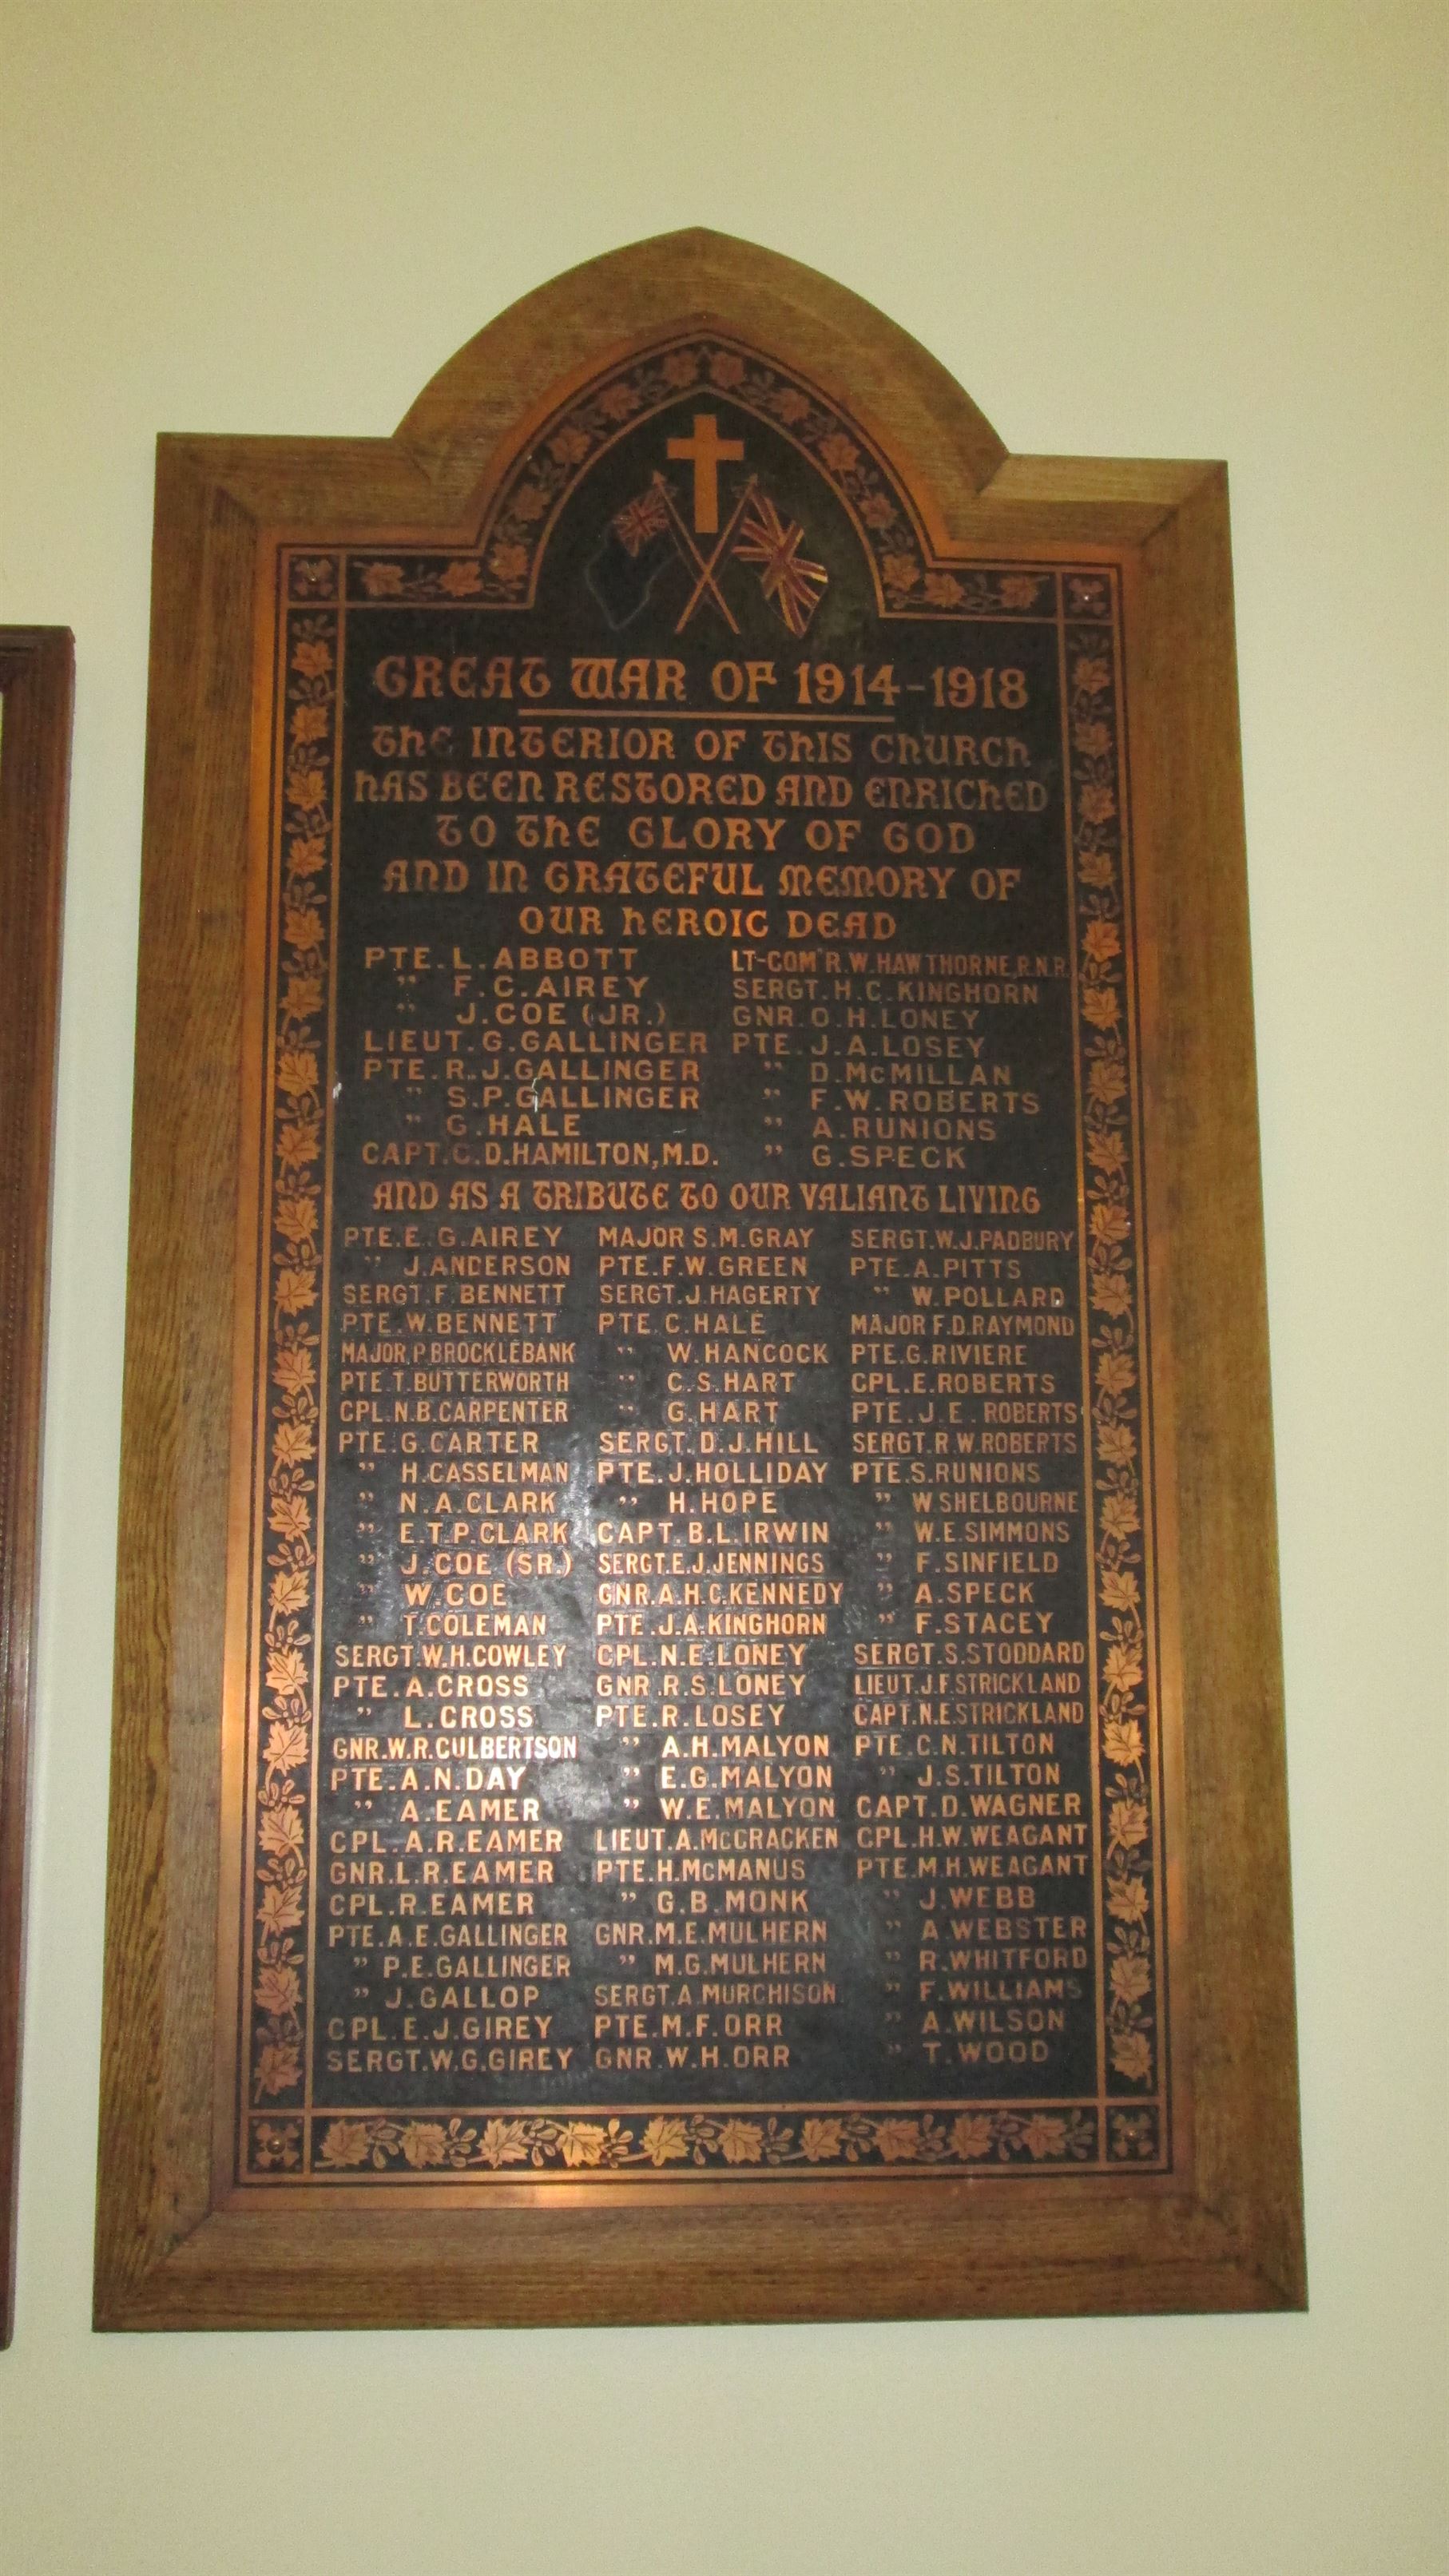 GREAT WAR OF 1914-1918
THE INTERIOR OF THIS CHURCH
HAS BEEN RESTORED AND ENRICHED
TO THE GLORY OF GOD
AND IN GRATEFUL MEMORY OF
OUR HEROIC DEAD
PTE. L. ABBOTT
" F. C. AIREY
" J. COE (JR.)
LIEUT. G. GALLINGER
PTE. R. J. GALLINGER
" S. P. GALLINGER
" G. HALE
CAPT. C. D. HAMILTON, M.D.
LT-COMR R. W. HAWTHORNE, R.N.R.
SERGT. H. C. KINGHORN
GNR. O. H. LONEY
PTE. J. A. LOSEY
" D. McMILLAN
" F. W. ROBERTS
" A. RUNIONS
" G. SPECK
AND AS A TRIBUTE TO OUR VALIANT LIVING
PTE. E. G. AIREY
" J. ANDERSON
SERGT. F. BENNETT
PTE. W. BENNETT
MAJOR. P. BROCKLEBANK
PTE. T. BUTTERWORTH
CPL. N. B. CARPENTER
PTE. G. CARTER
" H. CASSELMAN
" N. A. CLARK
" E. T. P. CLARK
" J. COE (SR.)
" W. COE
" T. COLEMAN
SERGT. W. H. COWLEY
PTE. A. CROSS
" L. CROSS
GNR. W. R. CULBERTSON
PTE. A. N. DAY
" A. EAMER
CPL. A. R. EAMER
GNR. L. R. EAMER
CPL. R. EAMER
PTE. A. E. GALLINGER
" P. E. GALLINGER
" J. GALLOP
CPL. E. J. GIREY
SERGT. W. G. GIREY
MAJOR S. M. GRAY
PTE. F. W. GREEN
SERGT. J. HAGERTY
PTE. C. HALE
" W. HANCOCK
" C. S. HART
" G. HART
SERGT. D. J. HILL
PTE. J. HOLLIDAY
" H. HOPE
CAPT. B. L. IRWIN
SERGT. E. J. JENNINGS
GNR. A. H. C. KENNEDY
PTE. J. A. KINGHORN
CPL. N. E. LONEY
GNR. R. S. LONEY
PTE. R. LOSEY
" A. H. MALYON
" E. G. MALYON
" W. E. MALYON
LIEUT. A. McCRACKEN
PTE. H. McMANUS
" G. B. MONK
GNR. M. E. MULHERN
" M. G. MULHERN
SERGT. A. MURCHISON
PTE. M. F. ORR
GNR. W. H. ORR
SERGT. W. J. PADBURY
PTE. A. PITTS
" W. POLLARD
MAJOR F. D. RAYMOND
PTE. G. RIVIERE
CPL. E. ROBERTS
PTE. J. E. ROBERTS
SERGT. R. W. ROBERTS
PTE. S. RUNIONS
" W SHELBOURNE
" W. E. SIMMONS
" F. SINFIELD
" A. SPECK
" F. STACEY
SERGT. S. STODDARD
LIEUT. J. F. STRICKLAND
CAPT. N. E. STRICKLAND
PTE. C. N. TILTON
" J. S. TILTON
CAPT. D. WAGNER
CPL. H. W. WEAGANT
PTE. M. H. WEAGANT
" J. WEBB
" A. WEBSTER
" R. WHITFORD
" F. WILLIAMS
" A. WILSON
" T. WOOD